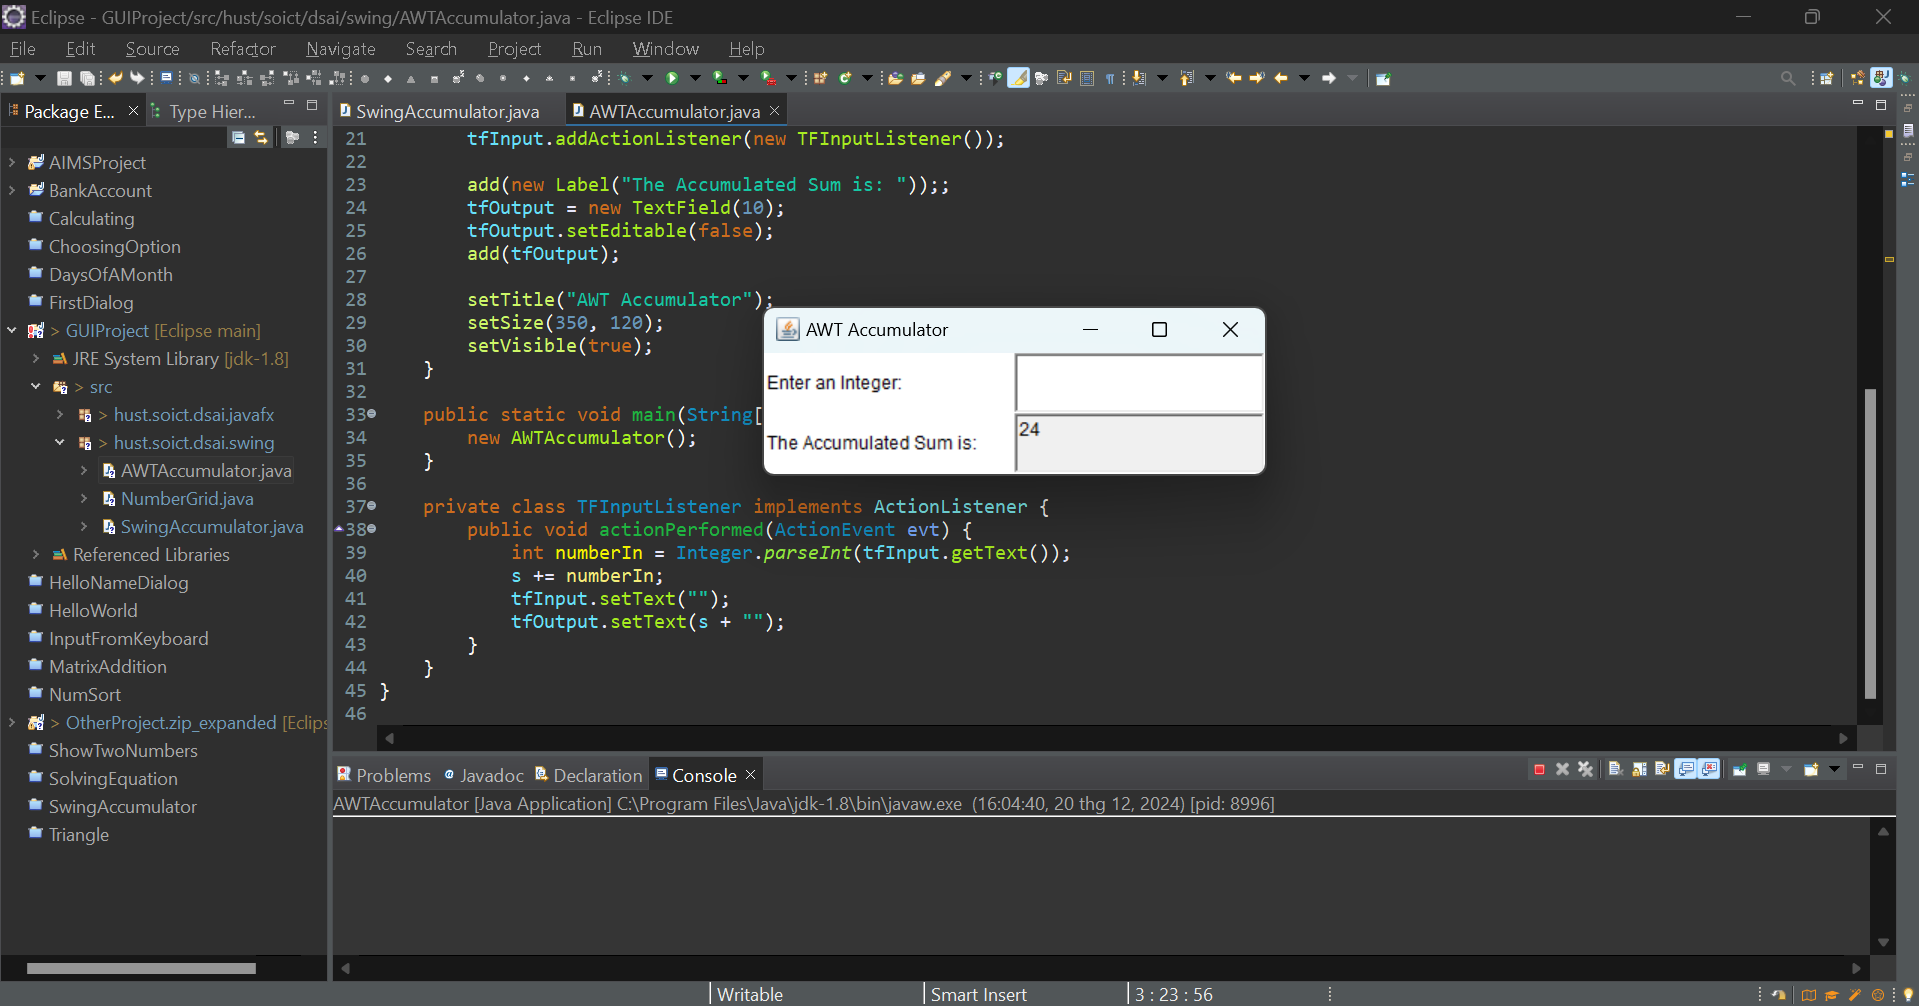 Eclipse - GUIProject/src/hust/soict/dsai/swing/AWTAccumulator.java - Eclipse IDE
File Edit Source Refactor Navigate Search Project Run Window Help
Package E... Type Hier...
AIMSProject
BankAccount
Calculating
ChoosingOption
DaysOfAMonth
FirstDialog
> GUIProject [Eclipse main]
JRE System Library [jdk-1.8]
> src
> hust.soict.dsai.javafx
> hust.soict.dsai.swing
AWTAccumulator.java
NumberGrid.java
SwingAccumulator.java
Referenced Libraries
HelloNameDialog
HelloWorld
InputFromKeyboard
MatrixAddition
NumSort
> OtherProject.zip_expanded [Eclips
ShowTwoNumbers
SolvingEquation
SwingAccumulator
Triangle
SwingAccumulator.java AWTAccumulator.java
21 tfInput.addActionListener(new TFInputListener());
22
23 add(new Label("The Accumulated Sum is: "));;
24 tfOutput = new TextField(10);
25 tfOutput.setEditable(false);
26 add(tfOutput);
27
28 setTitle("AWT Accumulator");
29 setSize(350, 120);
30 setVisible(true);
31 }
32
33 public static void main(String[
34 new AWTAccumulator();
35 }
36
37 private class TFInputListener implements ActionListener {
38 public void actionPerformed(ActionEvent evt) {
39 int numberIn = Integer.parseInt(tfInput.getText());
40 s += numberIn;
41 tfInput.setText("");
42 tfOutput.setText(s + "");
43 }
44 }
45 }
46
AWT Accumulator
Enter an Integer:
The Accumulated Sum is: 24
Problems Javadoc Declaration Console
AWTAccumulator [Java Application] C:\Program Files\Java\jdk-1.8\bin\javaw.exe (16:04:40, 20 thg 12, 2024) [pid: 8996]
Writable Smart Insert 3 : 23 : 56